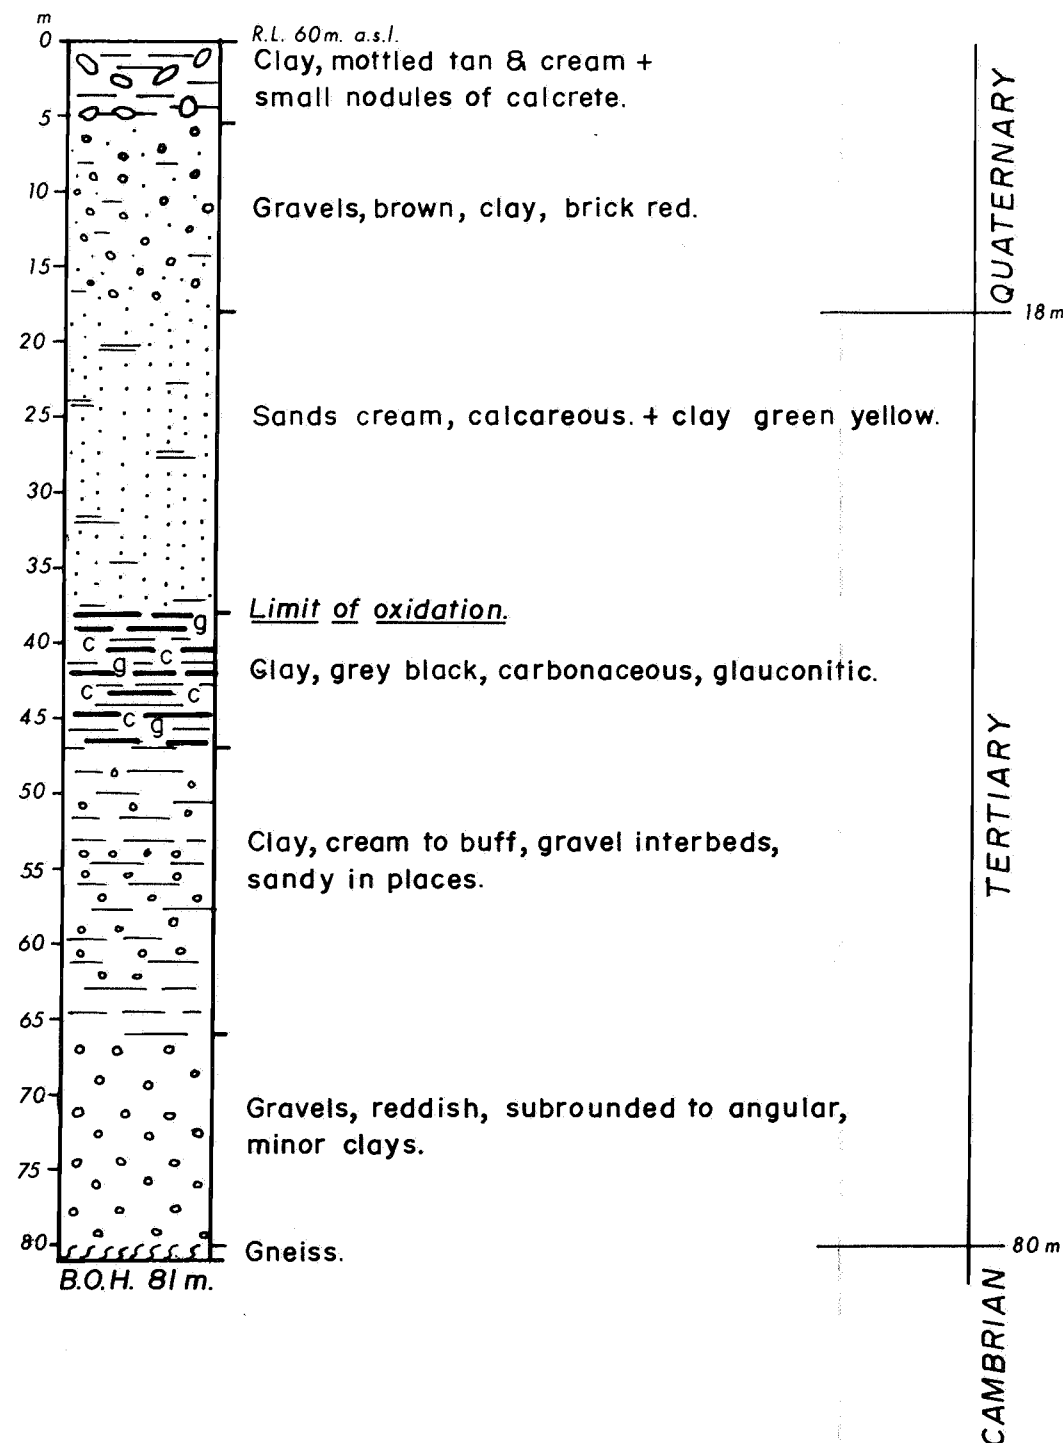 m
0
R.L. 60m. a.s.l.
Clay, mottled tan & cream +
small nodules of calcrete.
5
10
Gravels, brown, clay, brick red.
15
QUATERNARY
18 m
20
25
Sands cream, calcareous. + clay green yellow.
30
35
Limit of oxidation.
g
40
c
c
g
Clay, grey black, carbonaceous, glauconitic.
c
c
45
c
g
TERTIARY
50
55
Clay, cream to buff, gravel interbeds,
sandy in places.
60
65
70
Gravels, reddish, subrounded to angular,
minor clays.
75
80
Gneiss.
80 m
B.O.H. 81 m.
CAMBRIAN